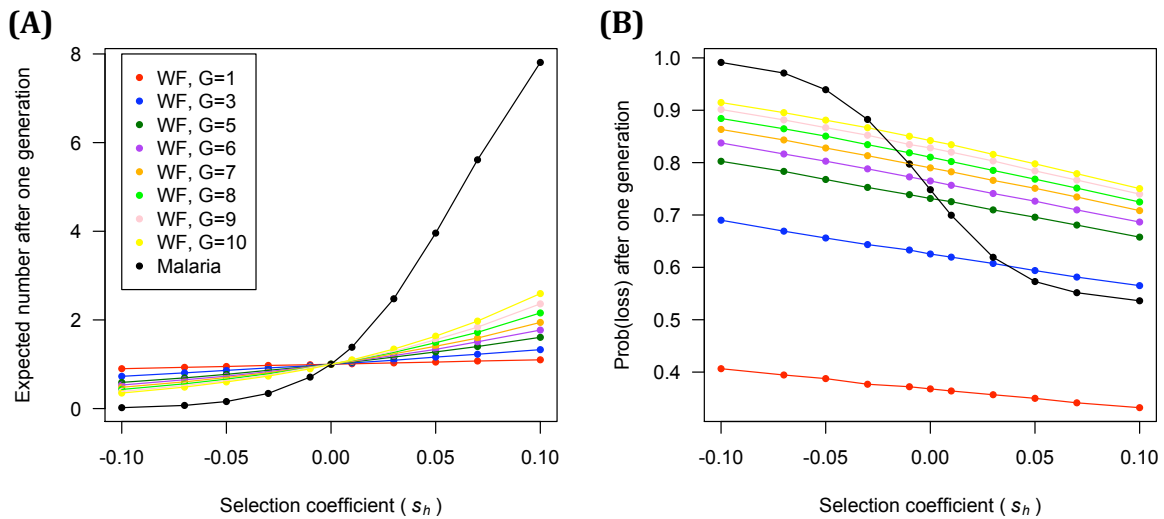 (A)
Expected number after one generation
8
6
4
2
0
WF, G=1
WF, G=3
WF, G=5
WF, G=6
WF, G=7
WF, G=8
WF, G=9
WF, G=10
Malaria
-0.10
-0.05
0.00
0.05
0.10
Selection coefficient ( sₕ )
(B)
Prob(loss) after one generation
1.0
0.9
0.8
0.7
0.6
0.5
0.4
-0.10
-0.05
0.00
0.05
0.10
Selection coefficient ( sₕ )